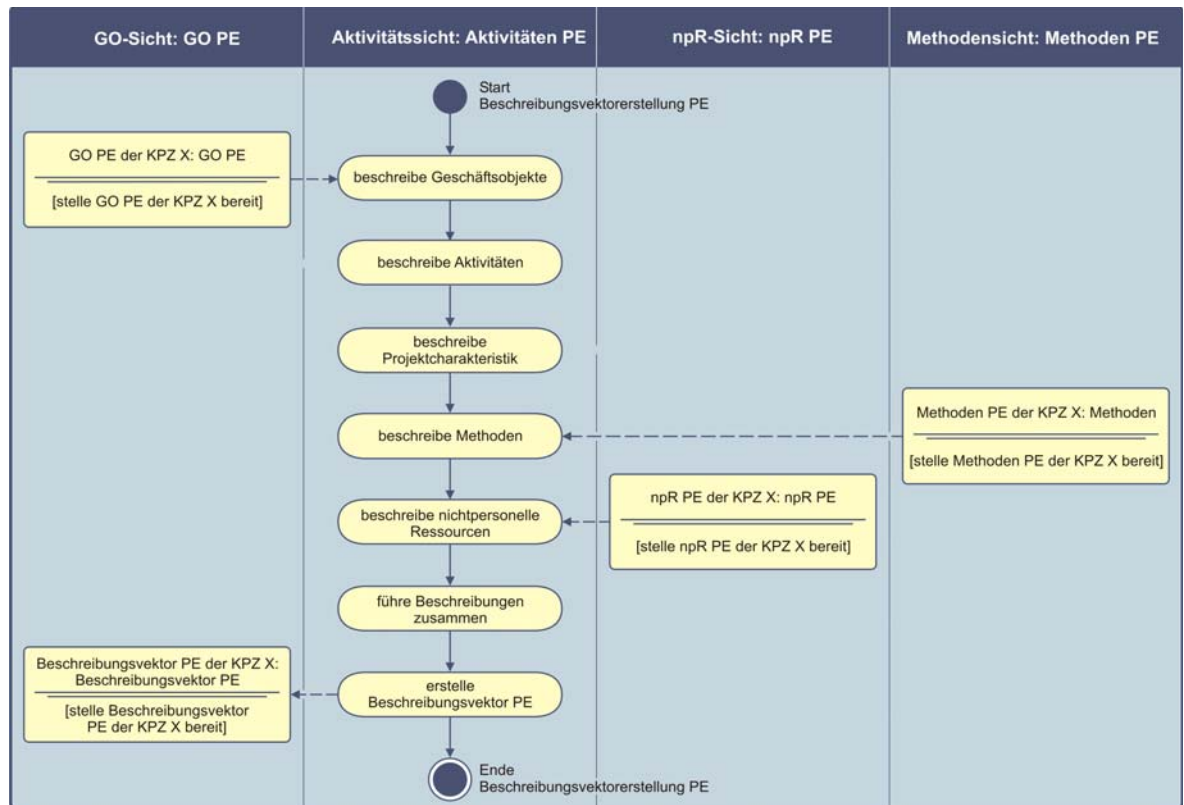 GO-Sicht: GO PE
Aktivitätssicht: Aktivitäten PE
npR-Sicht: npR PE
Methodensicht: Methoden PE
Start
Beschreibungsvektorerstellung PE
GO PE der KPZ X: GO PE
[stelle GO PE der KPZ X bereit]
beschreibe Geschäftsobjekte
beschreibe Aktivitäten
beschreibe
Projektcharakteristik
Methoden PE der KPZ X: Methoden
[stelle Methoden PE der KPZ X bereit]
beschreibe Methoden
npR PE der KPZ X: npR PE
[stelle npR PE der KPZ X bereit]
beschreibe nichtpersonelle
Ressourcen
führe Beschreibungen
zusammen
Beschreibungsvektor PE der KPZ X:
Beschreibungsvektor PE
[stelle Beschreibungsvektor
PE der KPZ X bereit]
erstelle
Beschreibungsvektor PE
Ende
Beschreibungsvektorerstellung PE